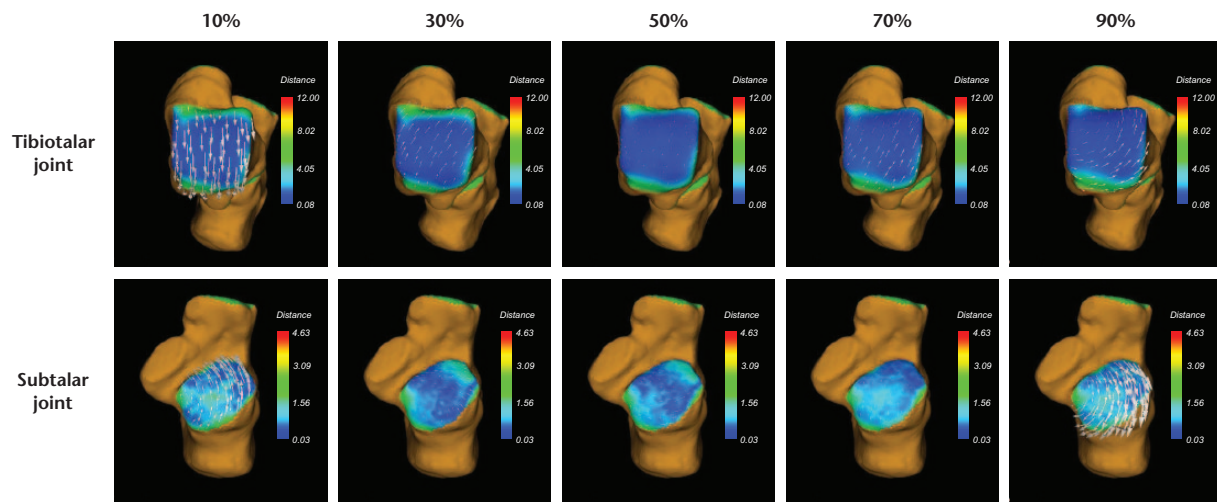 10% 30% 50% 70% 90%
Tibiotalar
joint
Distance Distance Distance Distance Distance
12.00 12.00 12.00 12.00 12.00
8.02 8.02 8.02 8.02 8.02
4.05 4.05 4.05 4.05 4.05
0.08 0.08 0.08 0.08 0.08
Subtalar
joint
Distance Distance Distance Distance Distance
4.63 4.63 4.63 4.63 4.63
3.09 3.09 3.09 3.09 3.09
1.56 1.56 1.56 1.56 1.56
0.03 0.03 0.03 0.03 0.03